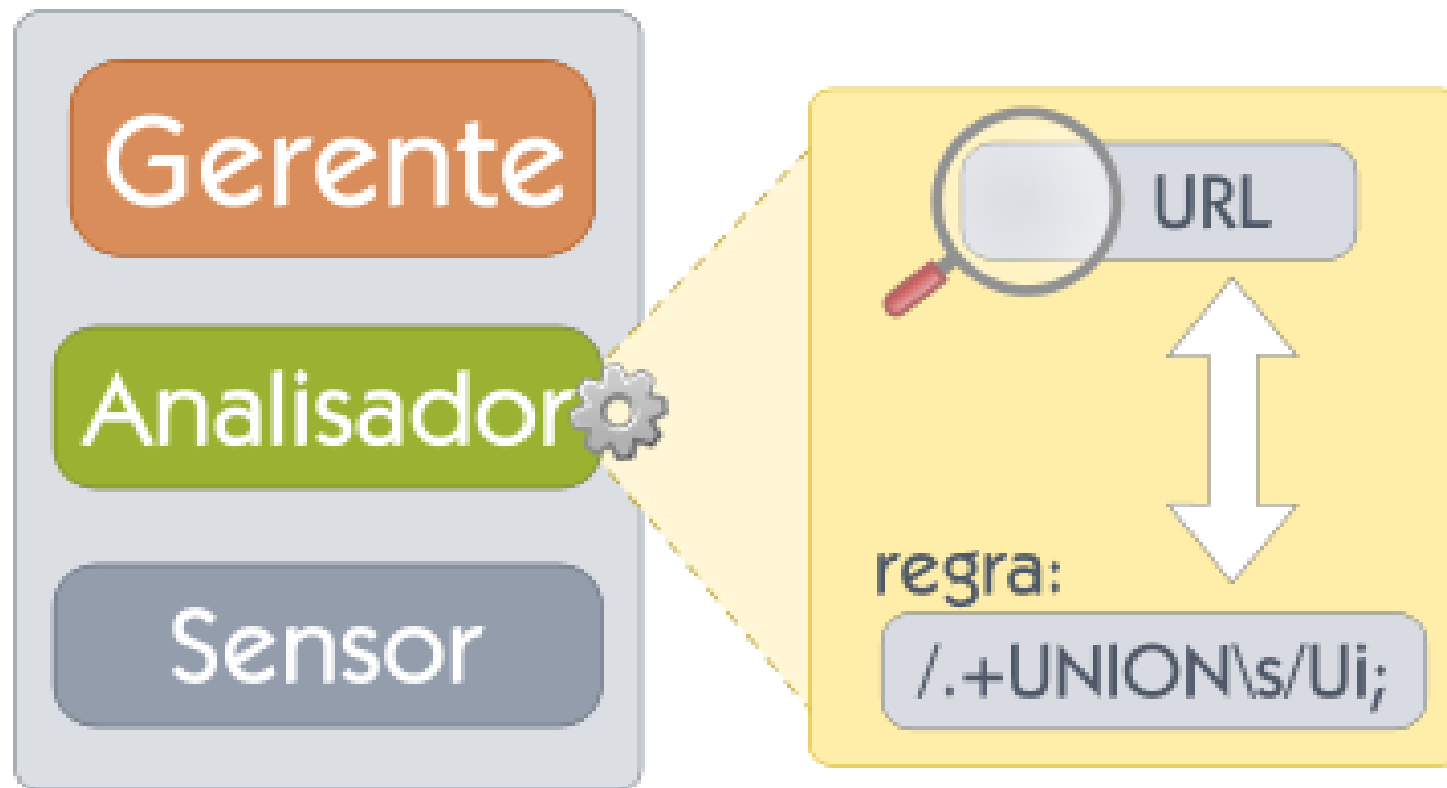 Gerente
Analisador
Sensor
URL
regra:
/.+UNION\s/Ui;